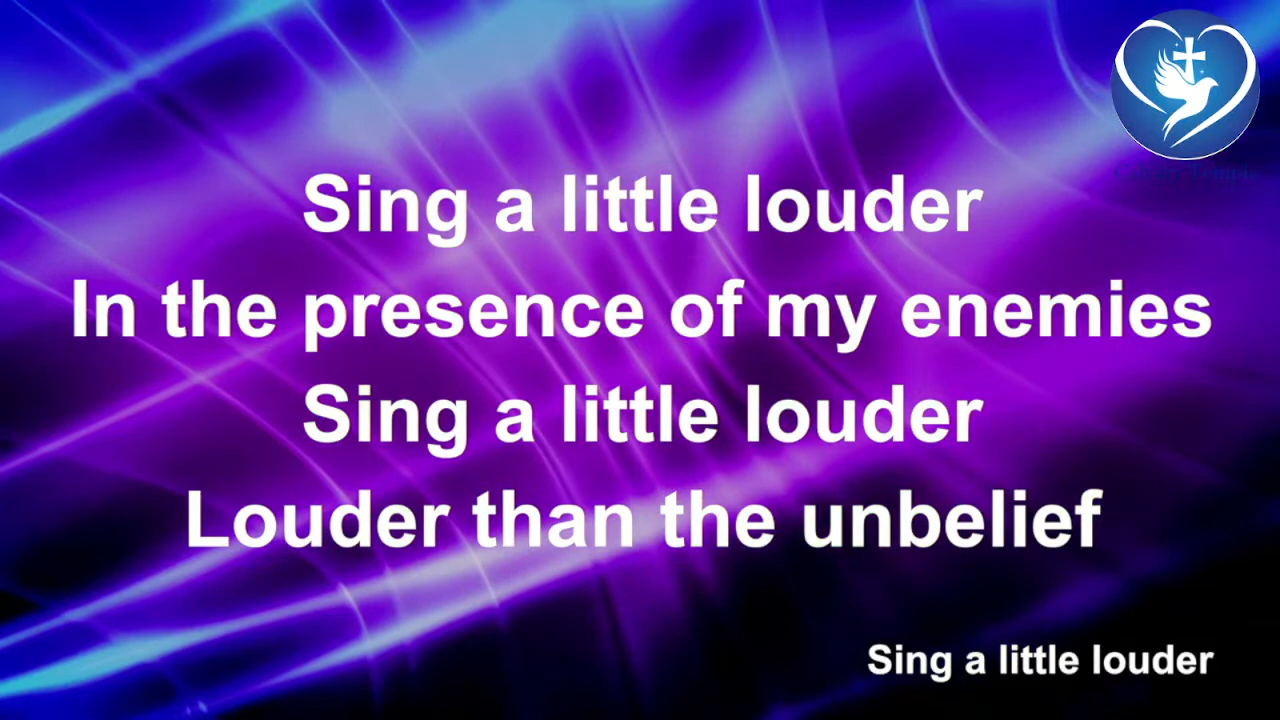 Sing a little louder
In the presence of my enemies
Sing a little louder
Louder than the unbelief
Sing a little louder